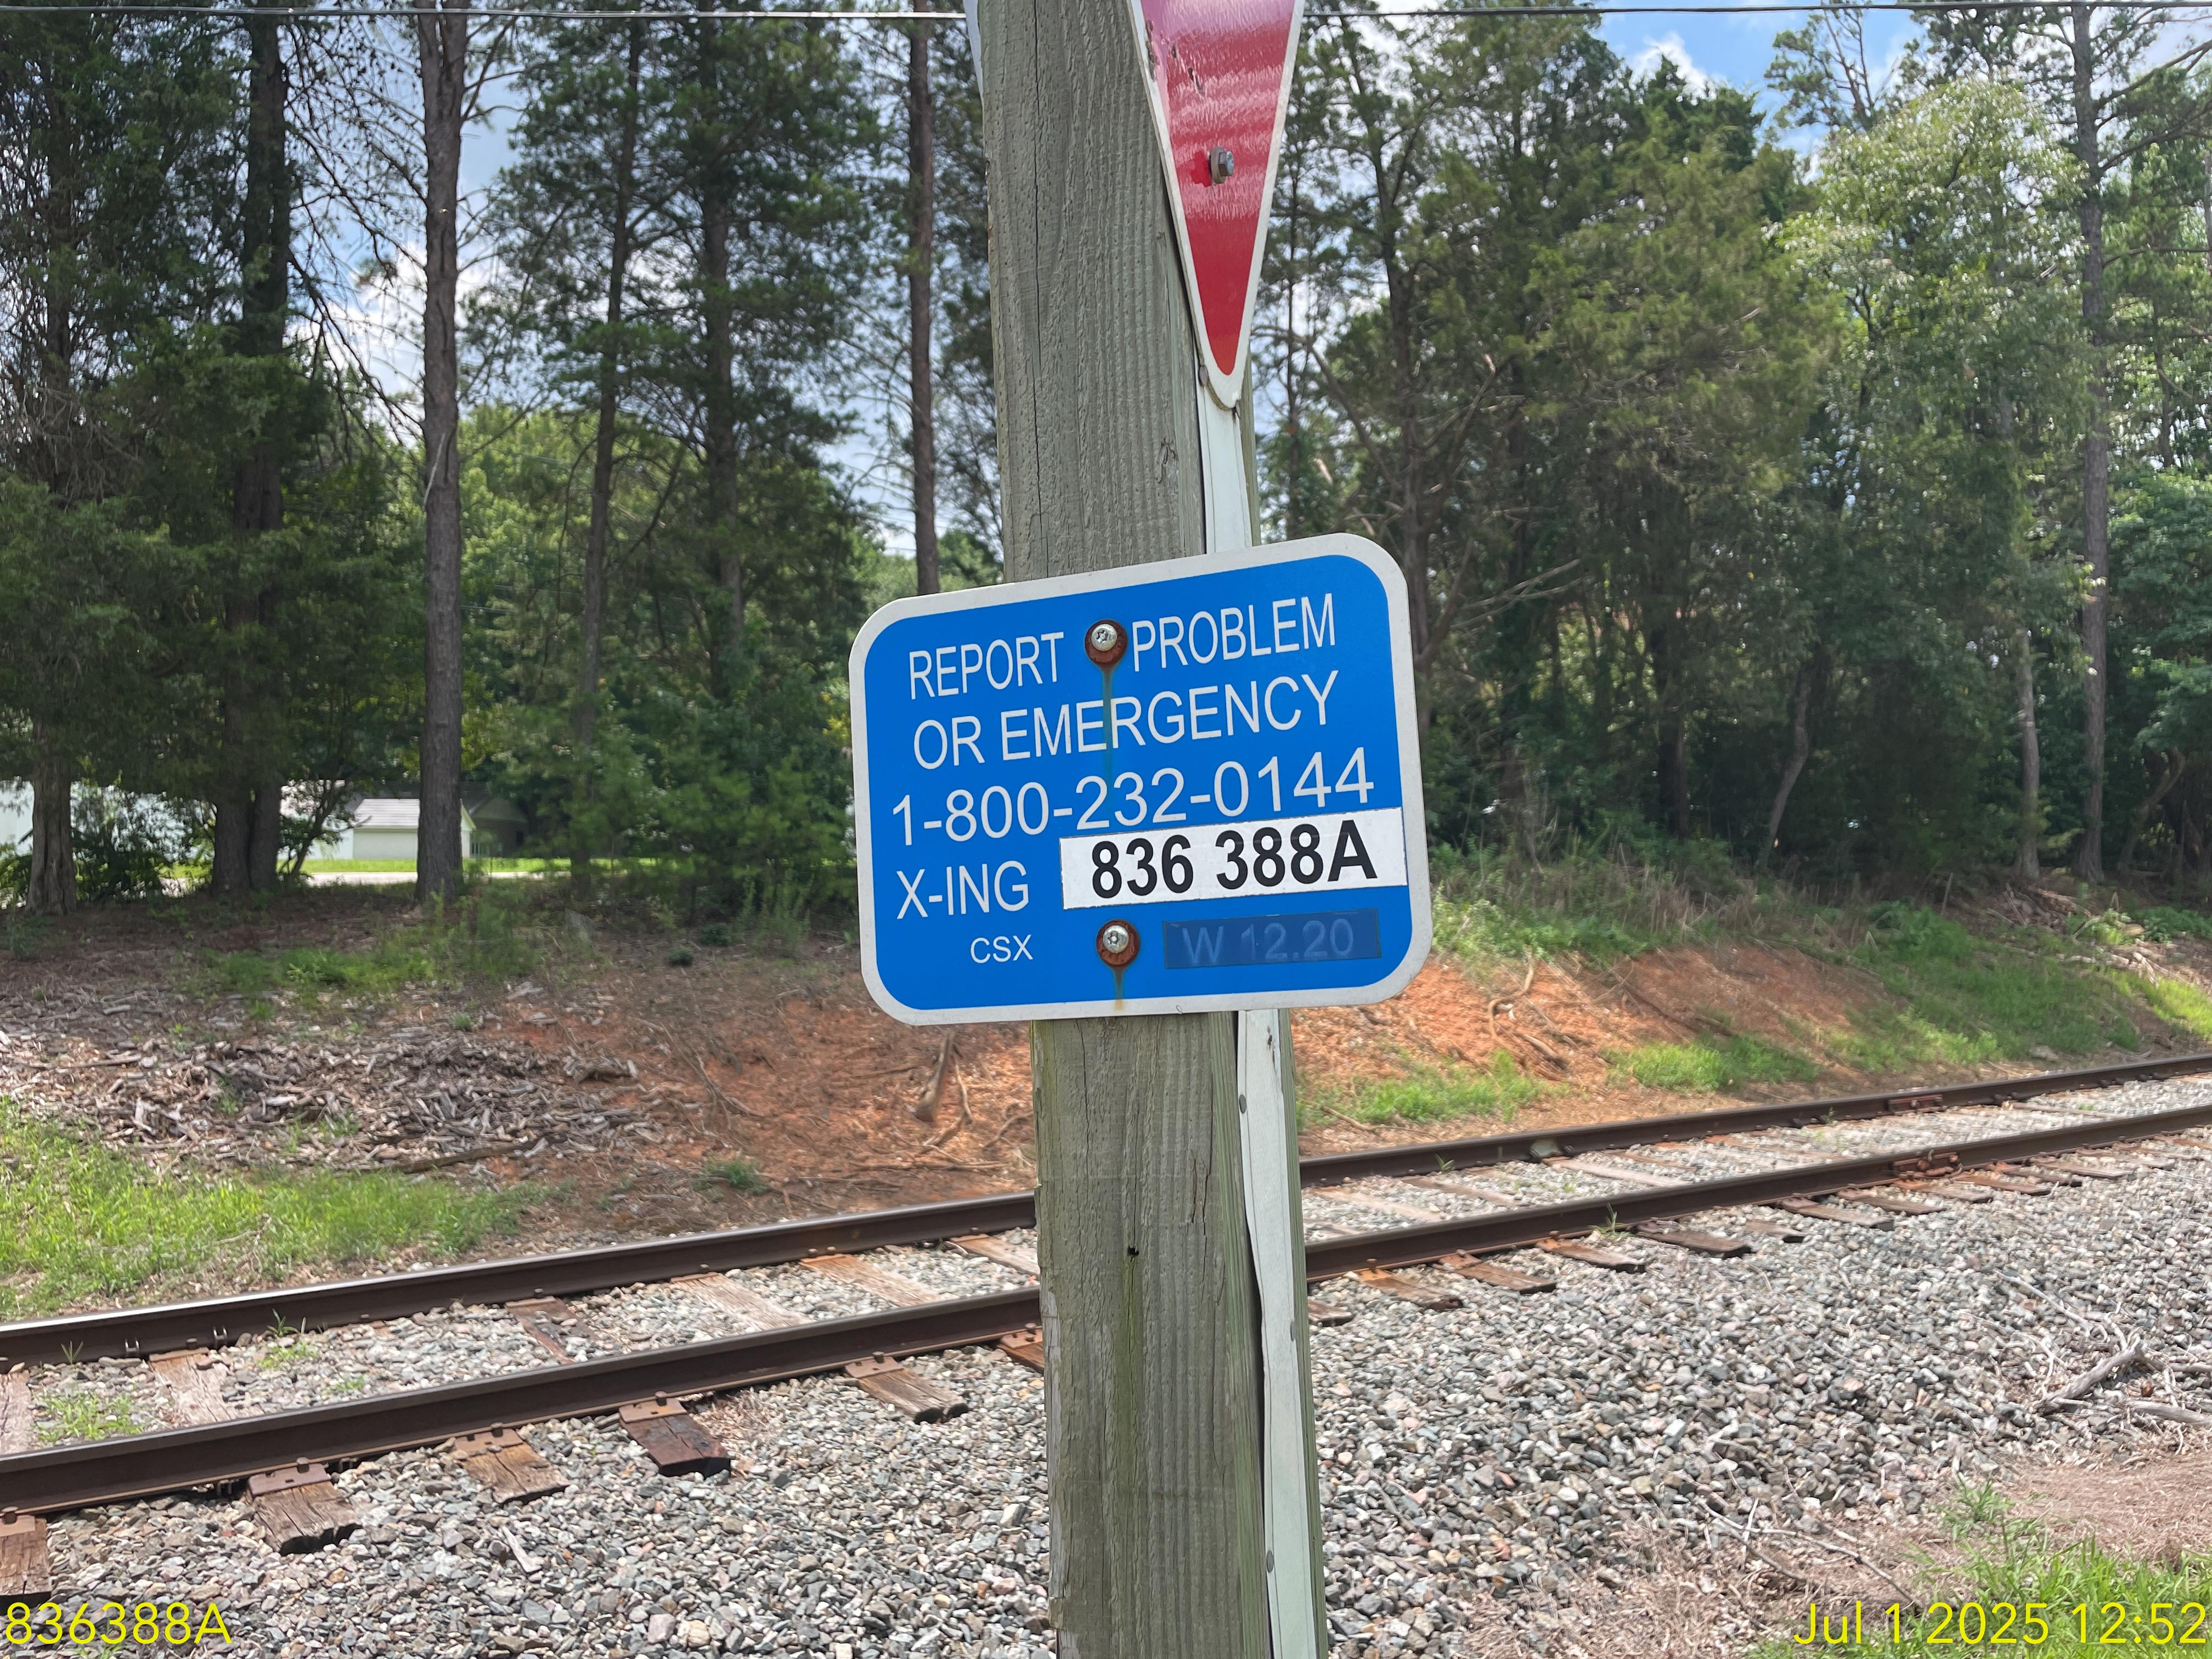 REPORT PROBLEM
OR EMERGENCY
1-800-232-0144
X-ING 836 388A
CSX W 12.20
836388A
Jul 1 2025 12:52